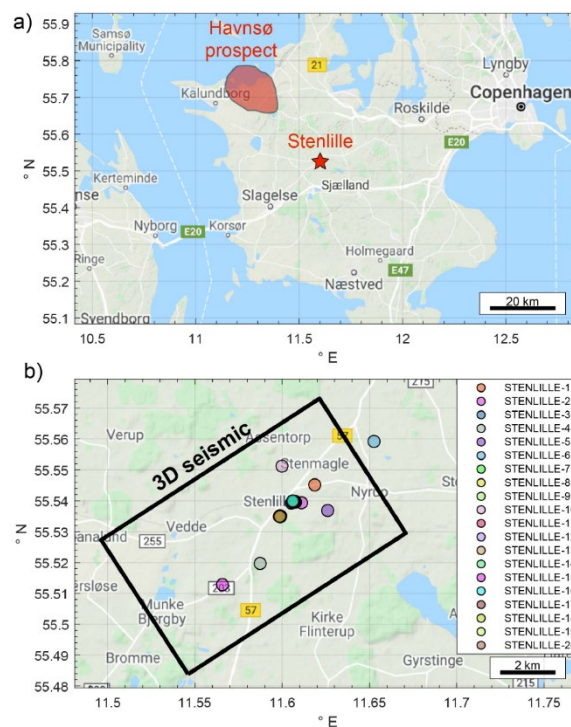 a)
55.9
55.8
55.7
55.6
55.5
55.4
55.3
55.2
55.1
° N
Samsø
Municipality
Havnsø
prospect
21
Lyngby
Kalundborg
Copenhagen
Roskilde
Stenlille
E20
Kerteminde
Sjælland
Slagelse
Nyborg
E20
Korsør
Holmegaard
Ringe
E47
Næstved
Svendborg
20 km
10.5 11 11.5 12 12.5
° E
b)
55.57
55.56
55.55
55.54
55.53
55.52
55.51
55.50
55.49
55.48
° N
215
Verup
3D seismic
Assentorp
57
Stenmagle
Stenlille
Nyrup
Vedde
255
Munke
Bjergby
57
Kirke
Flinterup
Bromme
Gyrstinge
STENLILLE-1
STENLILLE-2
STENLILLE-3
STENLILLE-4
STENLILLE-5
STENLILLE-6
STENLILLE-7
STENLILLE-8
STENLILLE-9
2 km
215
11.5 11.55 11.6 11.65 11.7 11.75
° E